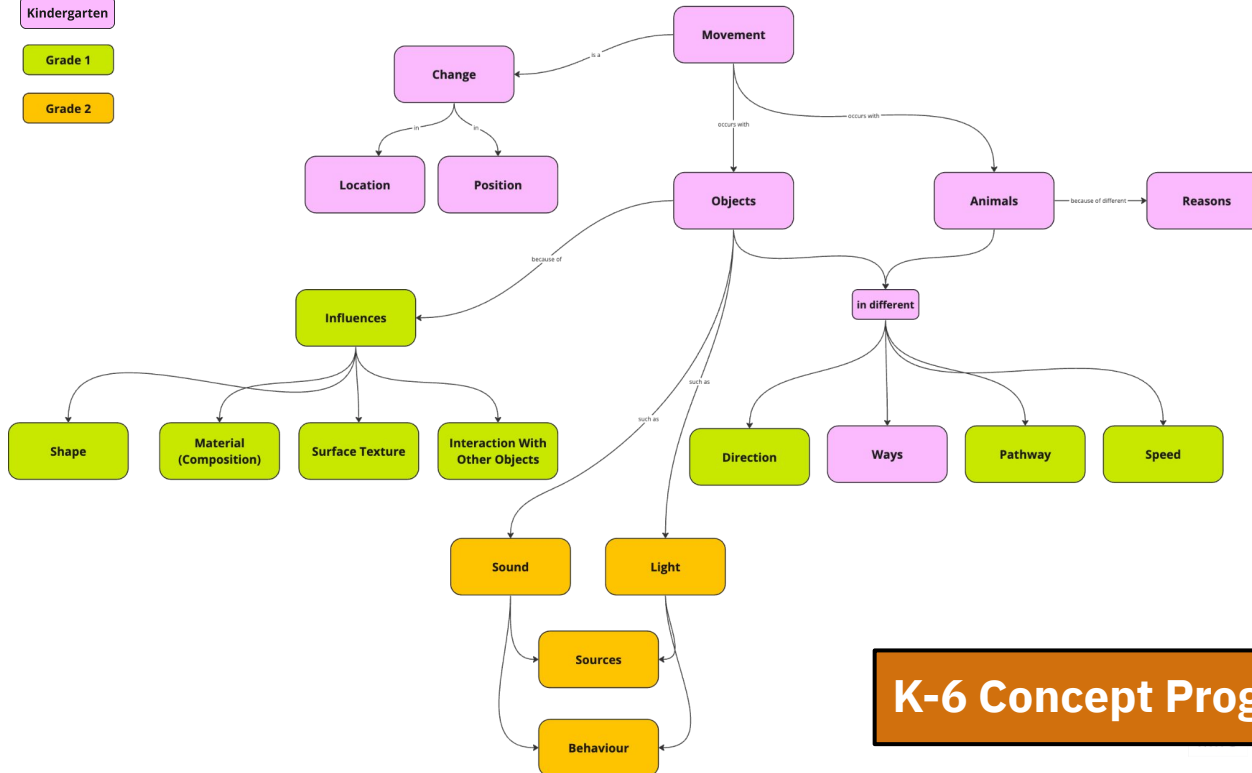 Kindergarten
Grade 1
Grade 2
Movement
is a
Change
in
in
Location
Position
occurs with
occurs with
Objects
Animals
because of different
Reasons
because of
in different
Influences
Shape
Material
(Composition)
Surface Texture
Interaction With
Other Objects
such as
such as
Direction
Ways
Pathway
Speed
Sound
Light
Sources
Behaviour
K-6 Concept Prog